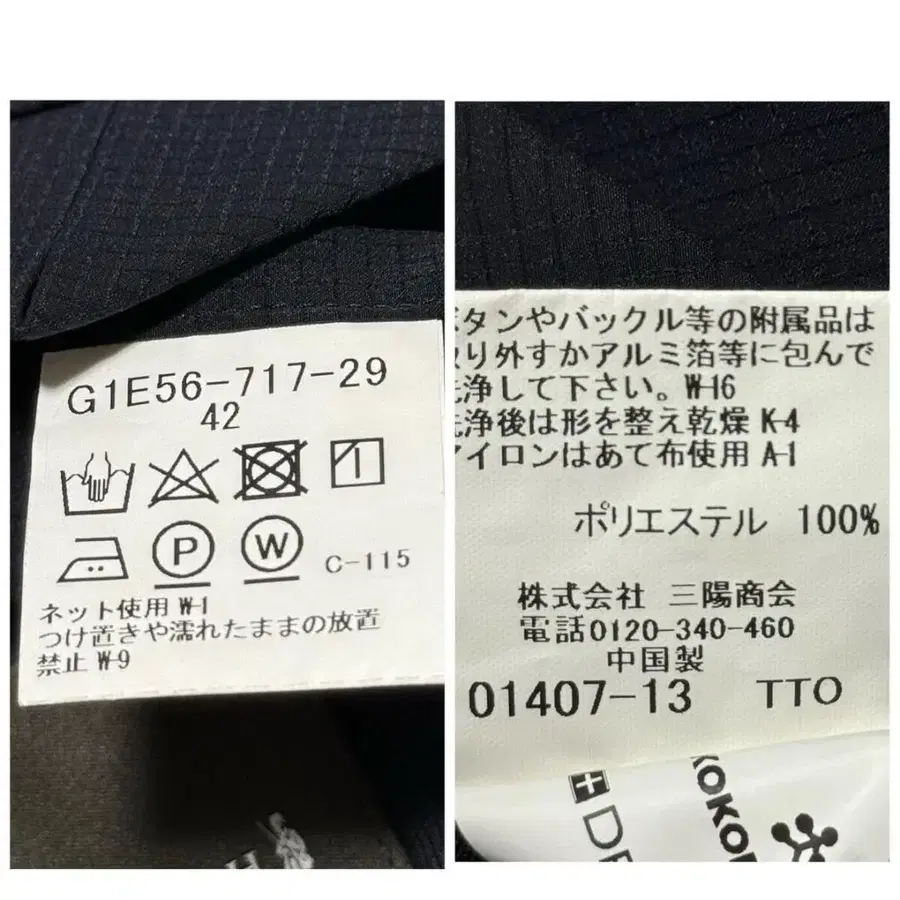 G1E56-717-29
42
P W C-115
ネット使用 W-1
つけ置きや濡れたままの放置
禁止 W-9
タンやバックル等の附属品は
り外すかアルミ箔等に包んで
浄して下さい。W-16
浄後は形を整え乾燥 K-4
イロンはあて布使用 A-1
ポリエステル 100%
株式会社 三陽商会
電話0120-340-460
中国製
01407-13 TTO